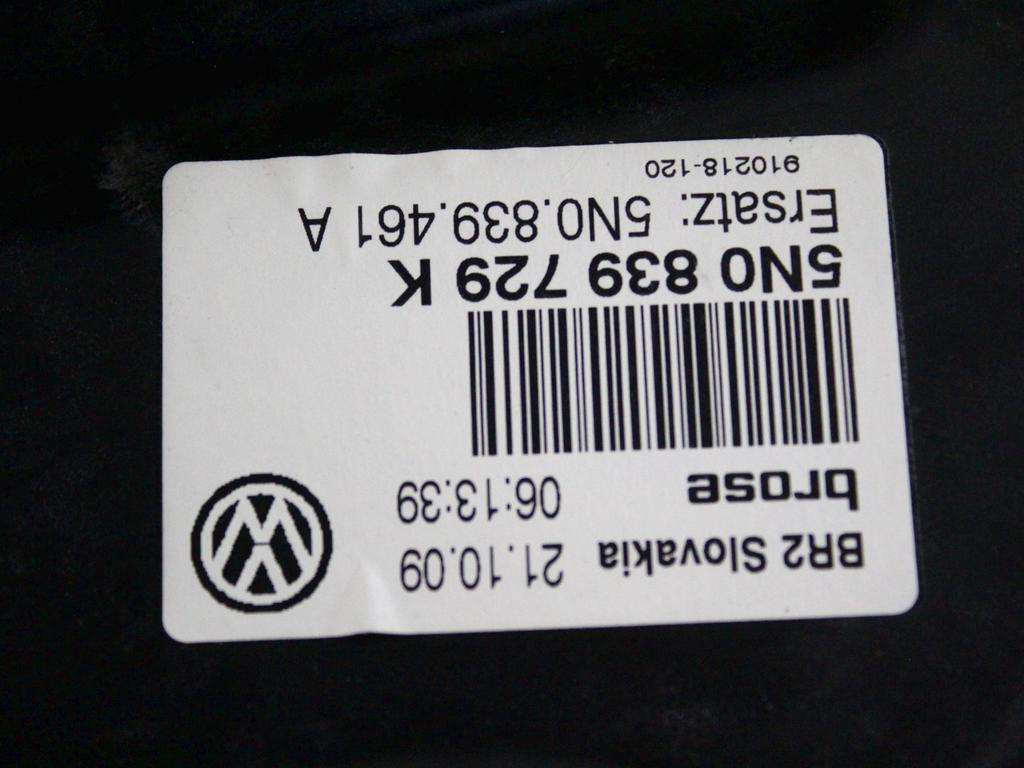 BR2 Slovakia 21.10.09
brose 06:13:39
5N0 839 729 K
Ersatz: 5N0.839.461 A
910218-120